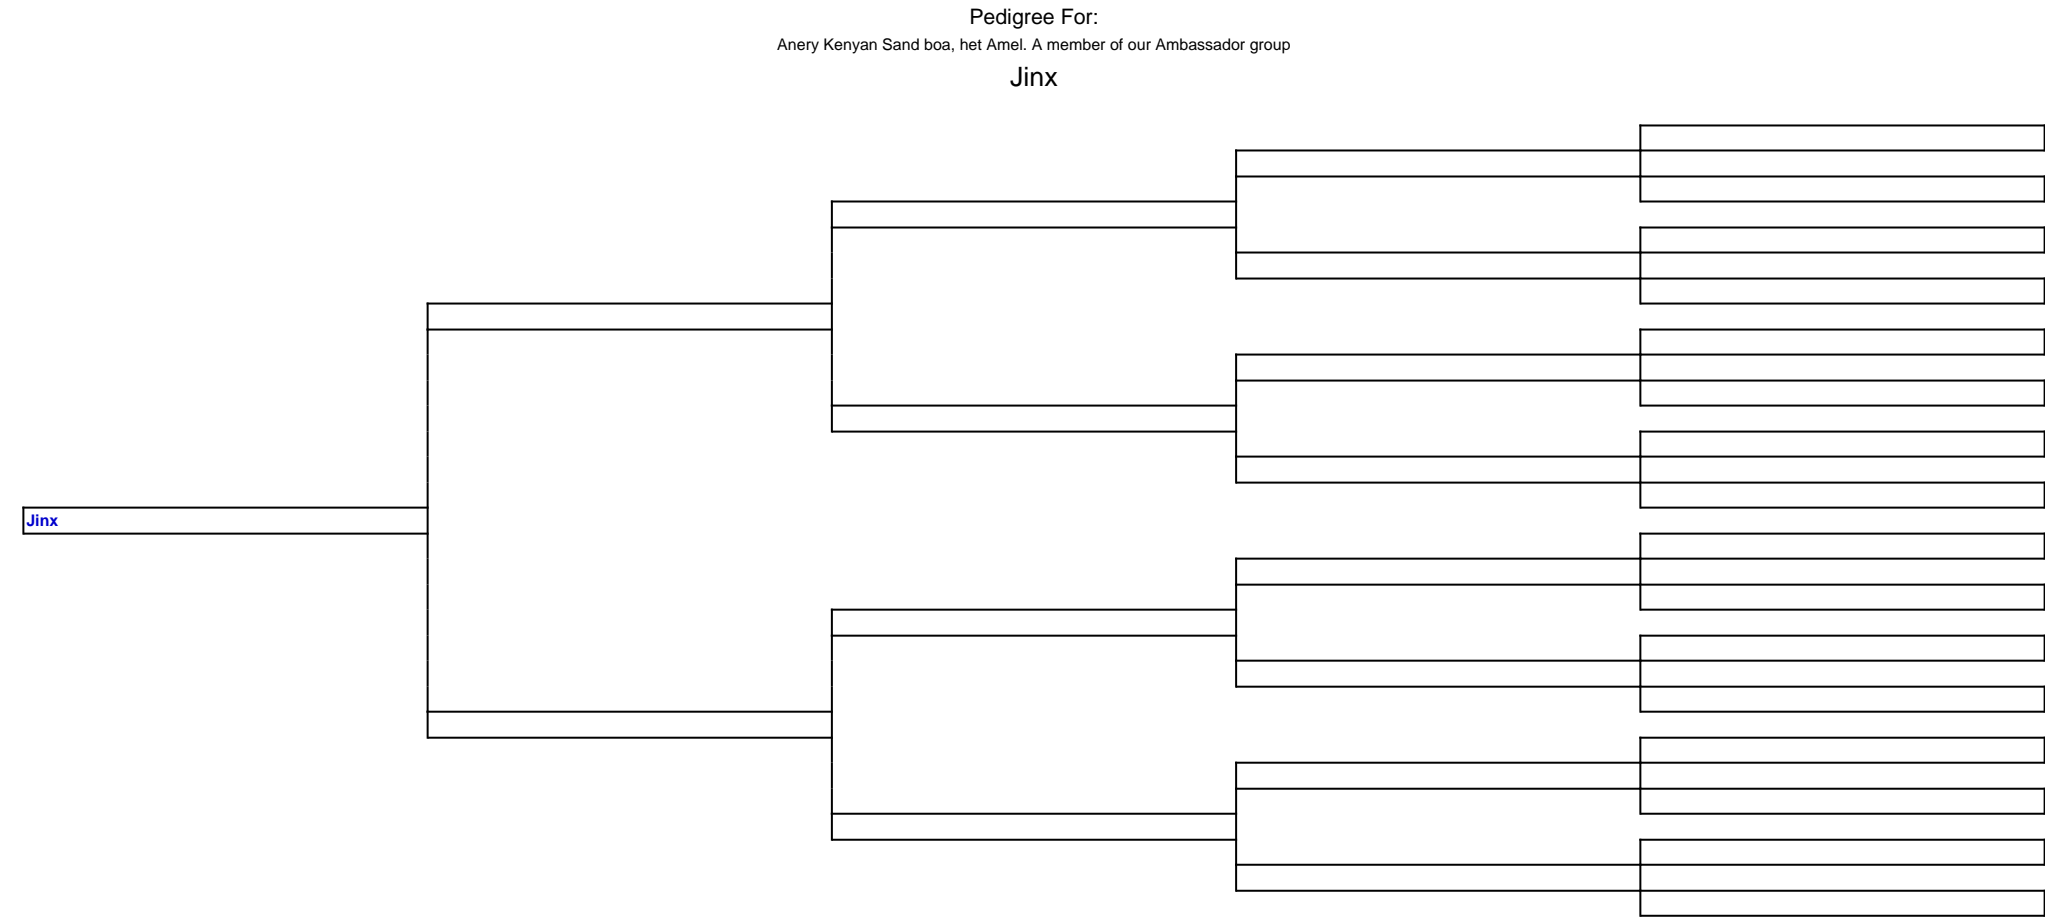 Pedigree For:
Anery Kenyan Sand boa, het Amel. A member of our Ambassador group
Jinx
Jinx